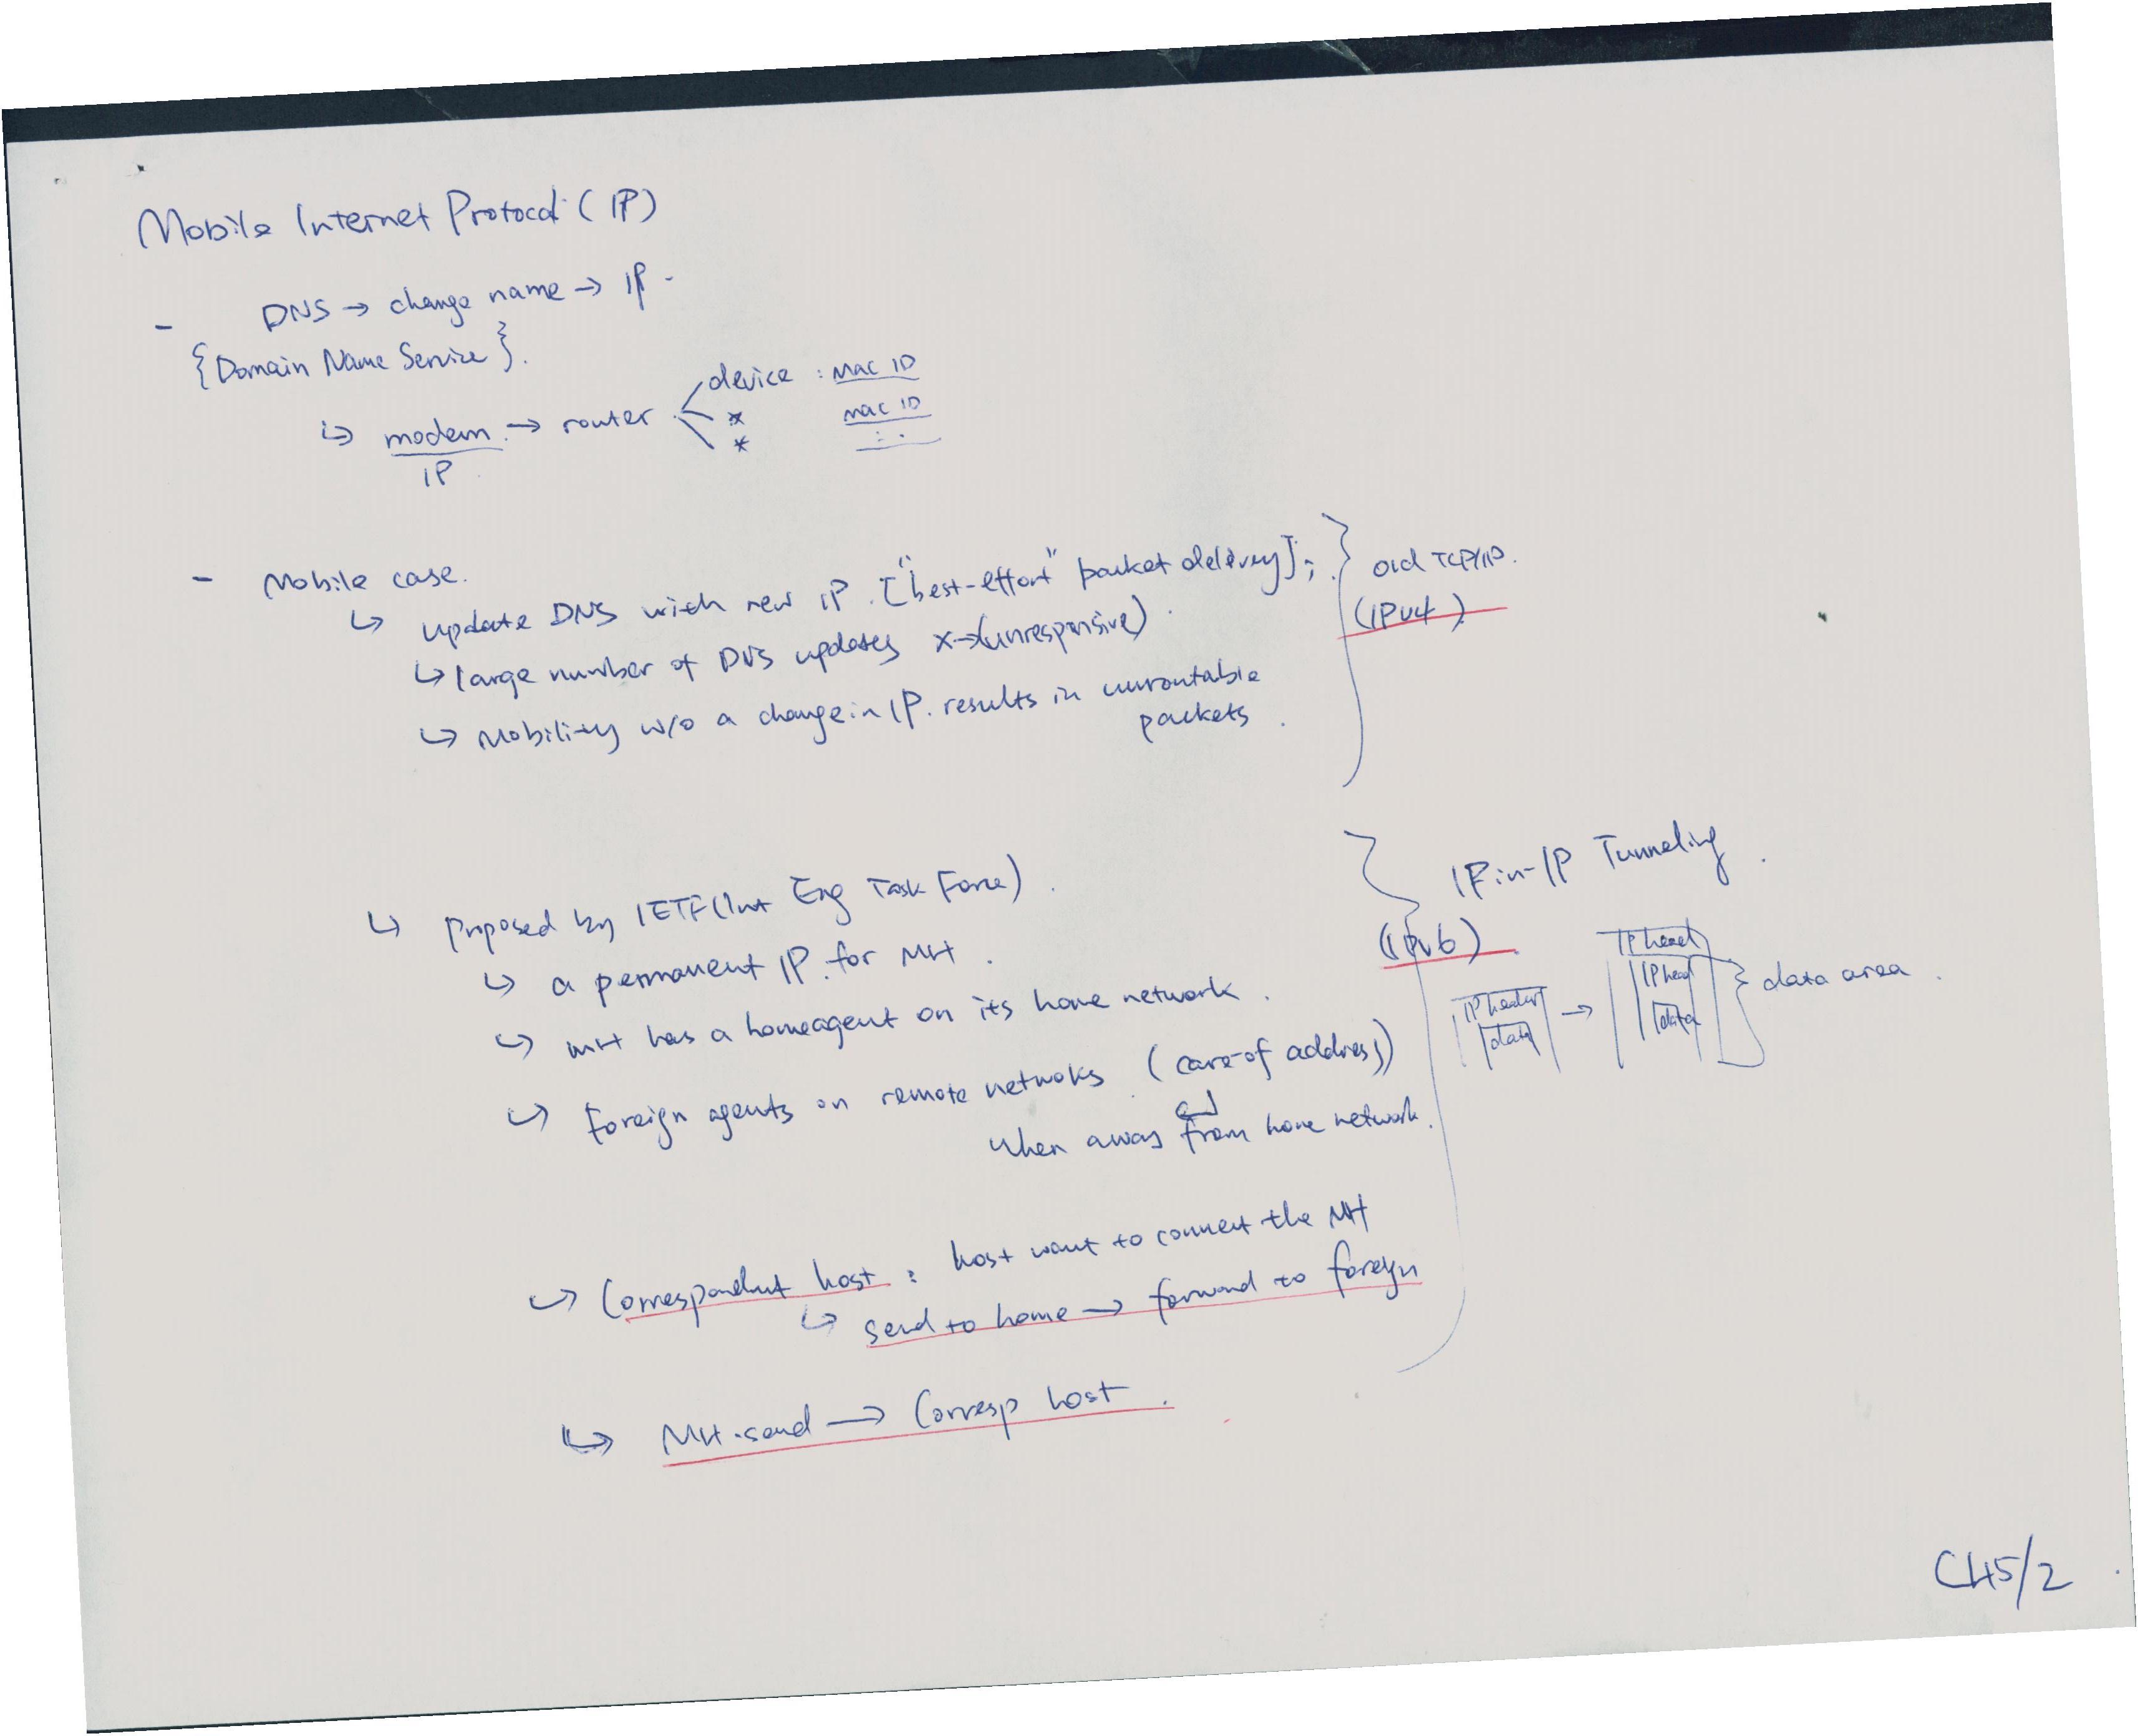 Mobile Internet Protocol (IP)
- DNS → change name → IP -
{Domain Name Service}.
↳ modem → router < device : MAC ID
IP * MAC ID
*
- Mobile case.
↳ update DNS with new IP. ["best-effort" packet delivery]; } old TCP/IP.
↳ large number of DNS updates x→(unresponsive). (IPv4)
↳ Mobility w/o a change in IP. results in unroutable
packets.
↳ Proposed by IETF (Int Eng Task Force). } IP-in-IP Tunneling.
↳ a permanent IP for MH. (IPv6)
↳ MH has a homeagent on its home network.
↳ Foreign agents on remote netwoks (care-of address)
When away from home network.
IP header
data
→
IP head
IP head
data
} data area.
↳ Correspondent host : host want to connect the MH
↳ send to home → forward to foreign
↳ MH send → Corresp host.
CH5/2